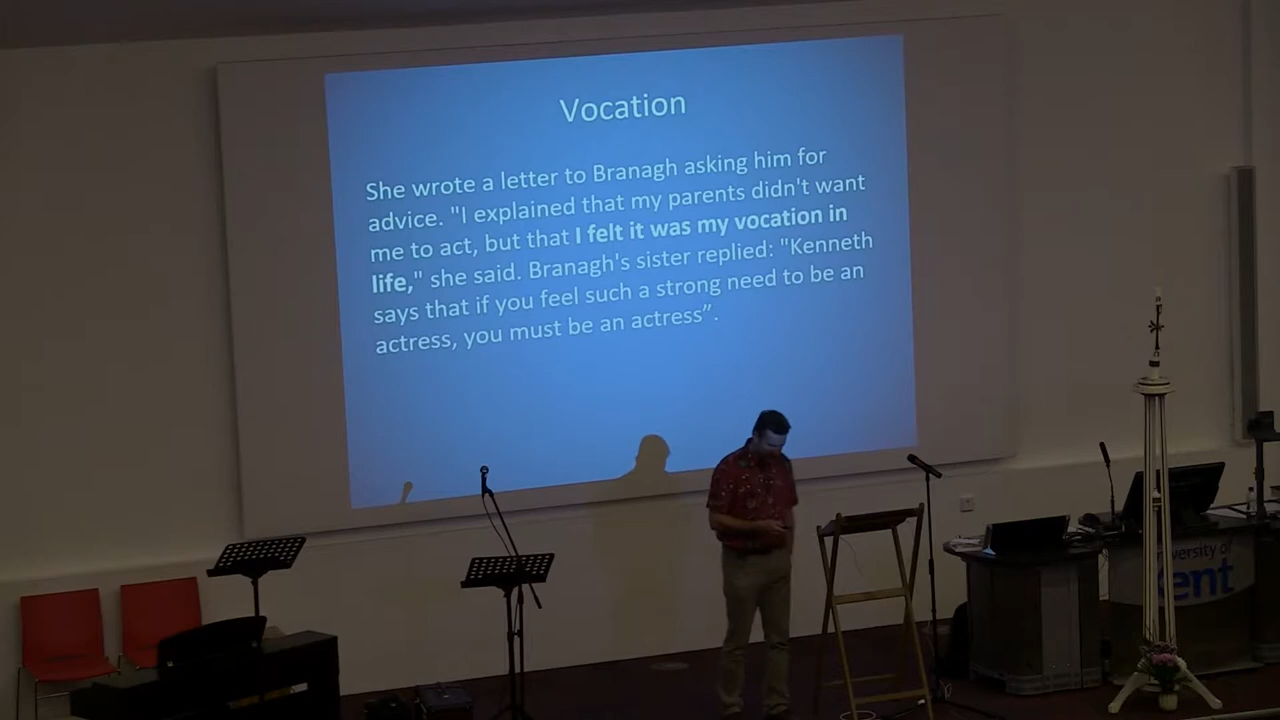 Vocation
She wrote a letter to Branagh asking him for
advice. "I explained that my parents didn't want
me to act, but that I felt it was my vocation in
life," she said. Branagh's sister replied: "Kenneth
says that if you feel such a strong need to be an
actress, you must be an actress”.
versity of
ent